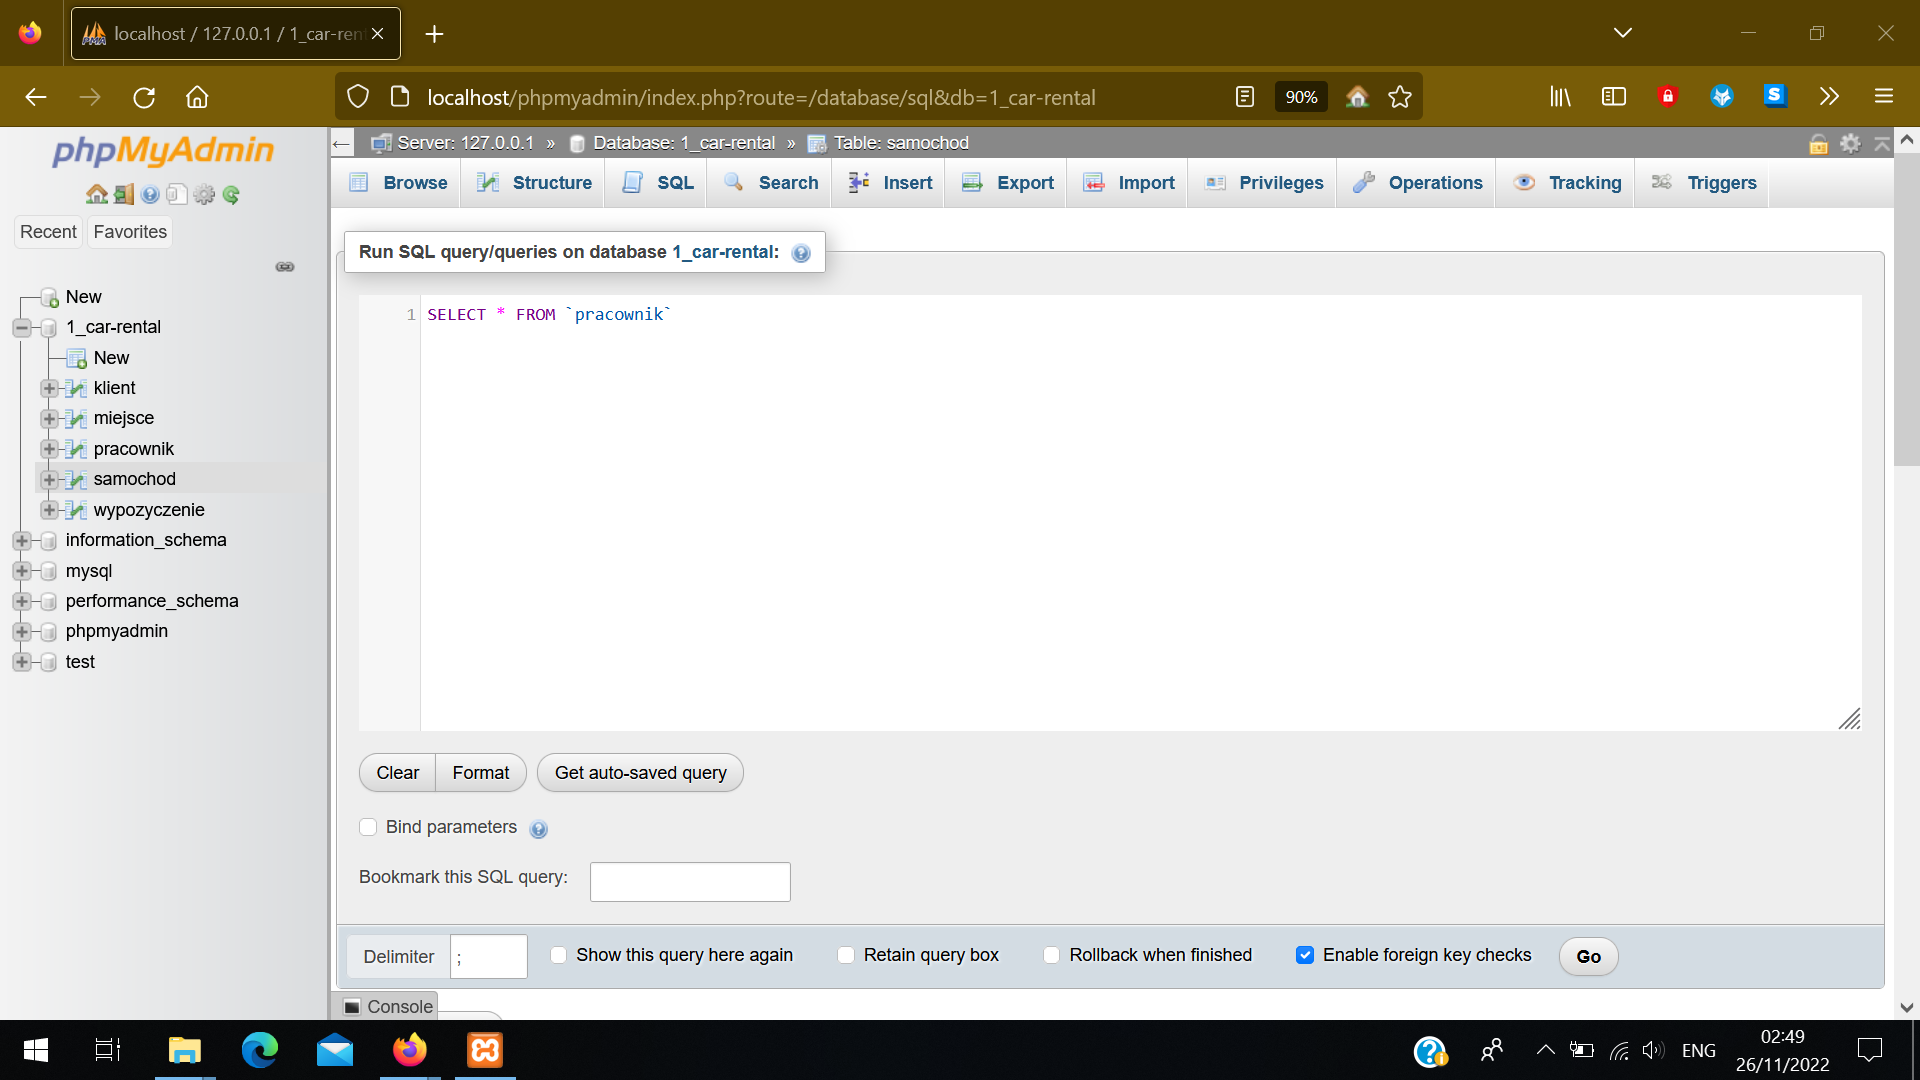 localhost / 127.0.0.1 / 1_car-ren
localhost/phpmyadmin/index.php?route=/database/sql&db=1_car-rental
90%
phpMyAdmin
Recent
Favorites
New
1_car-rental
New
klient
miejsce
pracownik
samochod
wypozyczenie
information_schema
mysql
performance_schema
phpmyadmin
test
Server: 127.0.0.1 » Database: 1_car-rental » Table: samochod
Browse
Structure
SQL
Search
Insert
Export
Import
Privileges
Operations
Tracking
Triggers
Run SQL query/queries on database 1_car-rental:
1 SELECT * FROM `pracownik`
Clear
Format
Get auto-saved query
Bind parameters
Bookmark this SQL query:
Delimiter ;
Show this query here again
Retain query box
Rollback when finished
Enable foreign key checks
Go
Console
ENG
02:49
26/11/2022